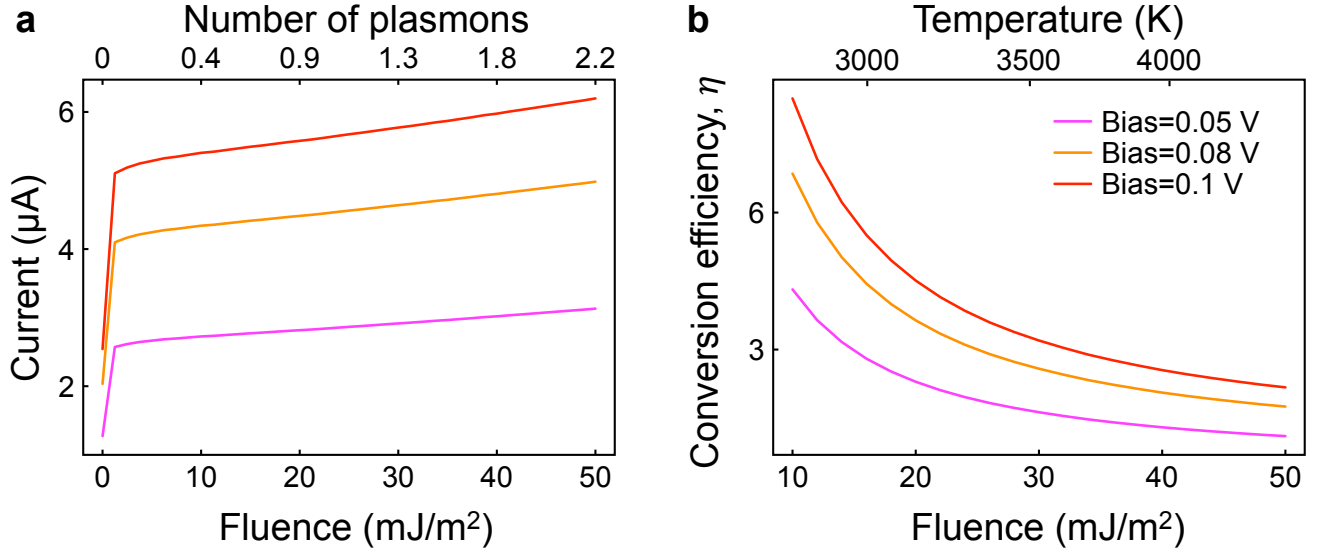 a
Number of plasmons
0 0.4 0.9 1.3 1.8 2.2
6
4
2
Current (µA)
0 10 20 30 40 50
Fluence (mJ/m²)
b
Temperature (K)
3000 3500 4000
Bias=0.05 V
Bias=0.08 V
Bias=0.1 V
6
3
Conversion efficiency, η
10 20 30 40 50
Fluence (mJ/m²)